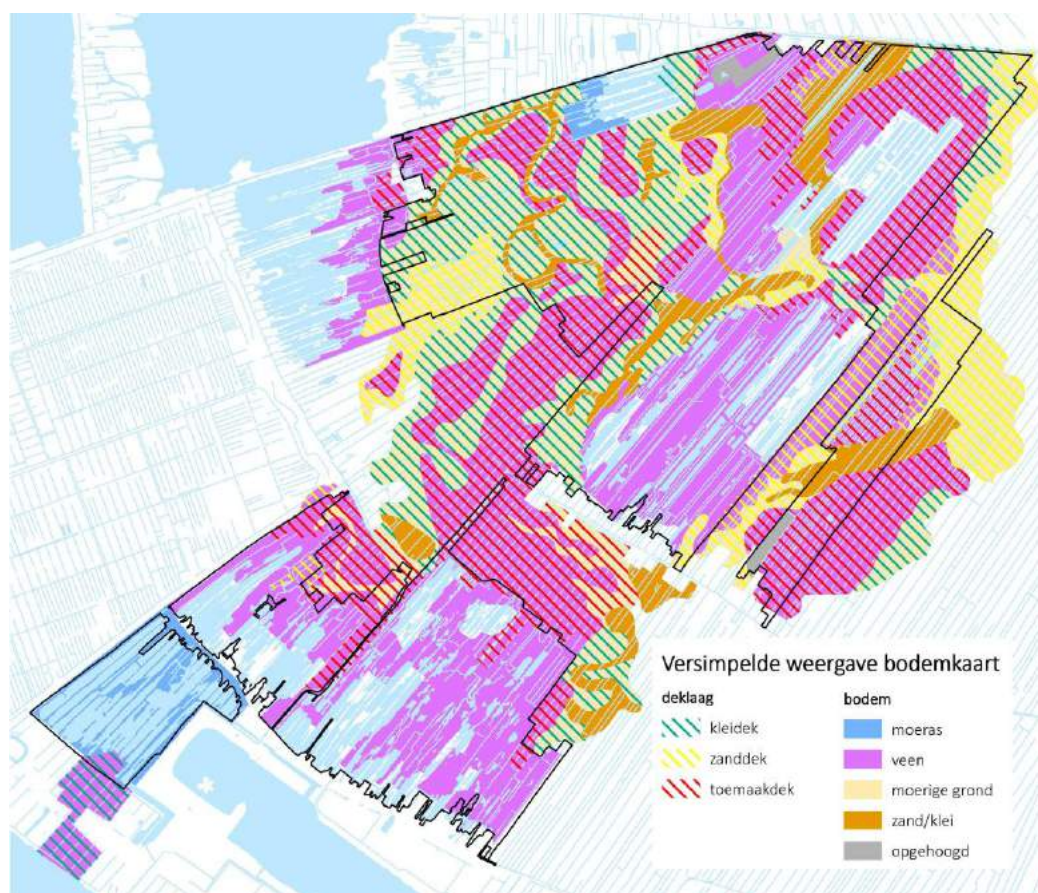 Versimpelde weergave bodemkaart
deklaag
kleidek
zanddek
toemaakdek
bodem
moeras
veen
moerige grond
zand/klei
opgehoogd